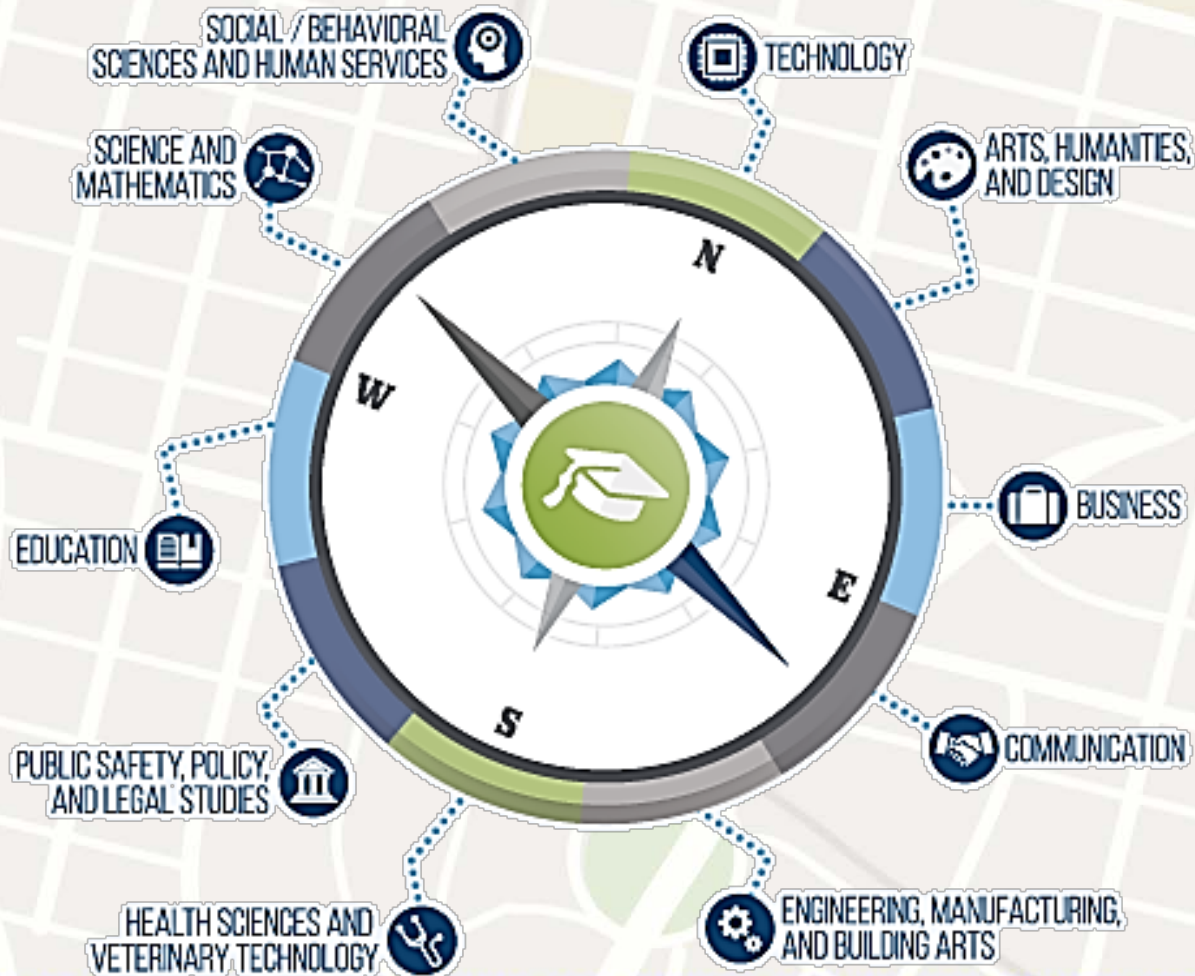 SOCIAL / BEHAVIORAL
SCIENCES AND HUMAN SERVICES
TECHNOLOGY
SCIENCE AND
MATHEMATICS
ARTS, HUMANITIES,
AND DESIGN
N
W
BUSINESS
EDUCATION
E
S
COMMUNICATION
PUBLIC SAFETY, POLICY,
AND LEGAL STUDIES
HEALTH SCIENCES AND
VETERINARY TECHNOLOGY
ENGINEERING, MANUFACTURING,
AND BUILDING ARTS